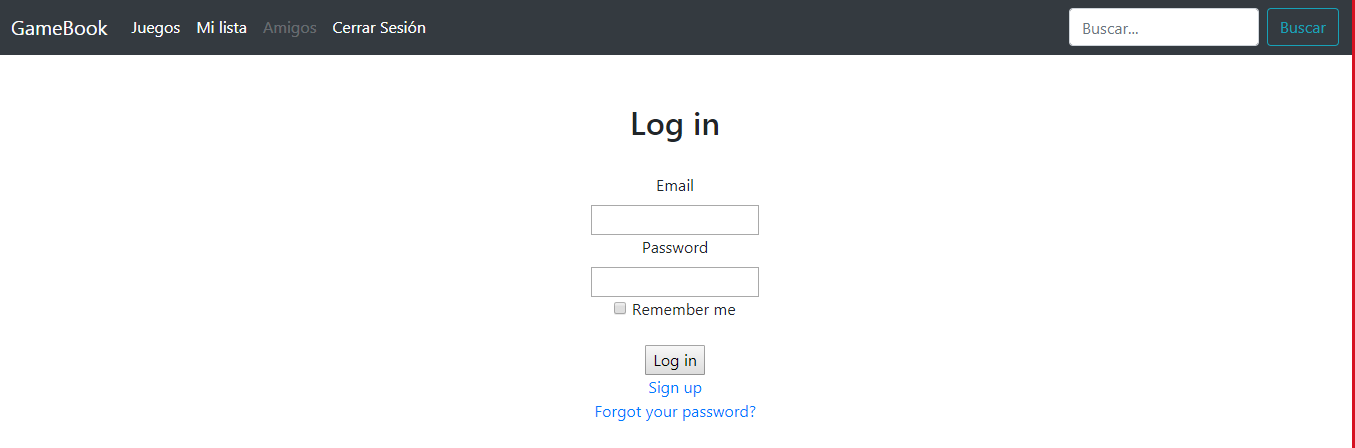 GameBook Juegos Mi lista Amigos Cerrar Sesión Buscar... Buscar
Log in
Email
Password
Remember me
Log in
Sign up
Forgot your password?